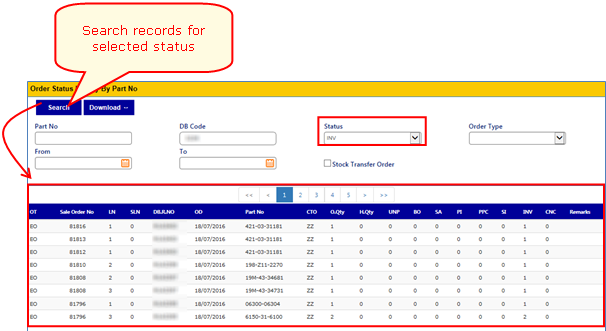 Search records for
selected status
Order Status By Part No
Search Download --
Part No DB Code Status Order Type
INV
From To
Stock Transfer Order
<< < 1 2 3 4 5 > >>
OT Sale Order No LN SLN DBJLNO OD Part No CTO O.Qty H.Qty UNP BO SA PI PPC SI INV CNC Remarks
EO 81816 1 0 18/07/2016 421-03-31181 ZZ 1 0 0 0 0 0 0 0 1 0
EO 81813 1 0 18/07/2016 421-03-31181 ZZ 1 0 0 0 0 0 0 0 1 0
EO 81812 1 0 18/07/2016 421-03-31181 ZZ 1 0 0 0 0 0 0 0 1 0
EO 81810 2 0 18/07/2016 198-Z11-2270 ZZ 1 0 0 0 0 0 0 0 1 0
EO 81808 2 0 18/07/2016 19M-43-34681 ZZ 1 0 0 0 0 0 0 0 1 0
EO 81808 3 0 18/07/2016 19M-43-34731 ZZ 1 0 0 0 0 0 0 0 1 0
EO 81796 1 0 18/07/2016 06300-06304 ZZ 1 0 0 0 0 0 0 0 1 0
EO 81796 3 0 18/07/2016 6150-31-6100 ZZ 2 0 0 0 0 0 0 0 2 0